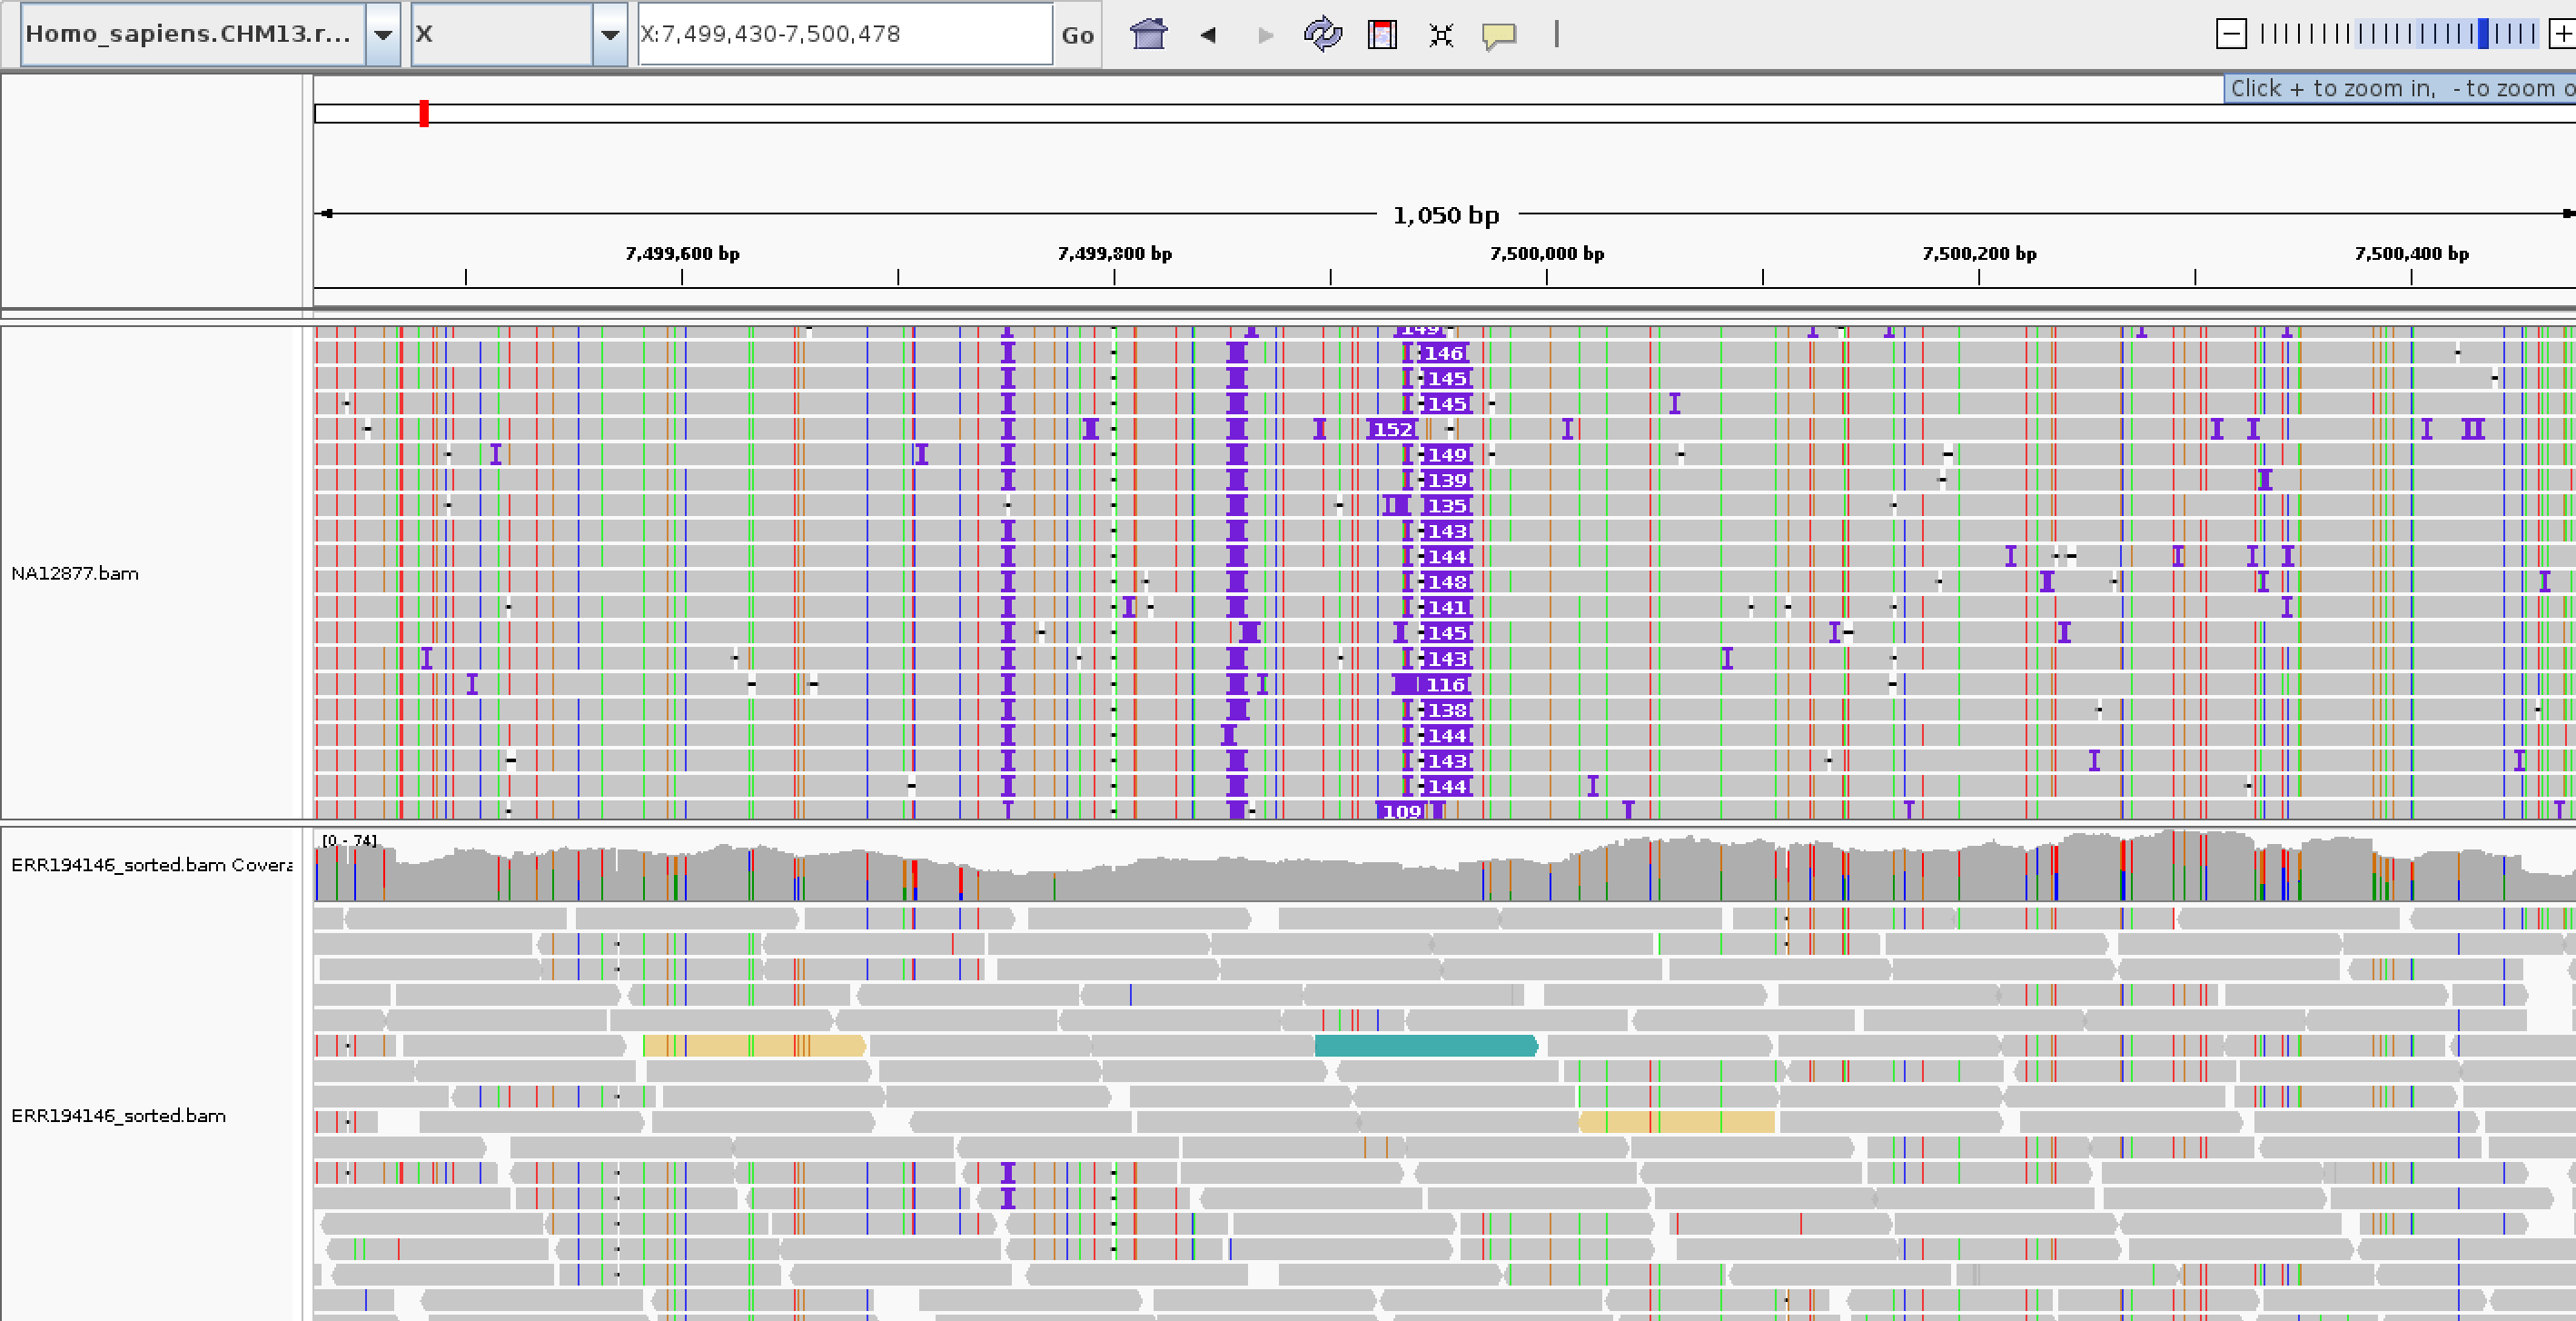 Homo_sapiens.CHM13.r... X X:7,499,430-7,500,478 Go
Click + to zoom in, - to zoom o
1,050 bp
7,499,600 bp 7,499,800 bp 7,500,000 bp 7,500,200 bp 7,500,400 bp
149
146
145
145
152
149
139
135
143
144
148
141
145
143
116
138
144
143
144
109
NA12877.bam
[0 - 74]
ERR194146_sorted.bam Covera
ERR194146_sorted.bam